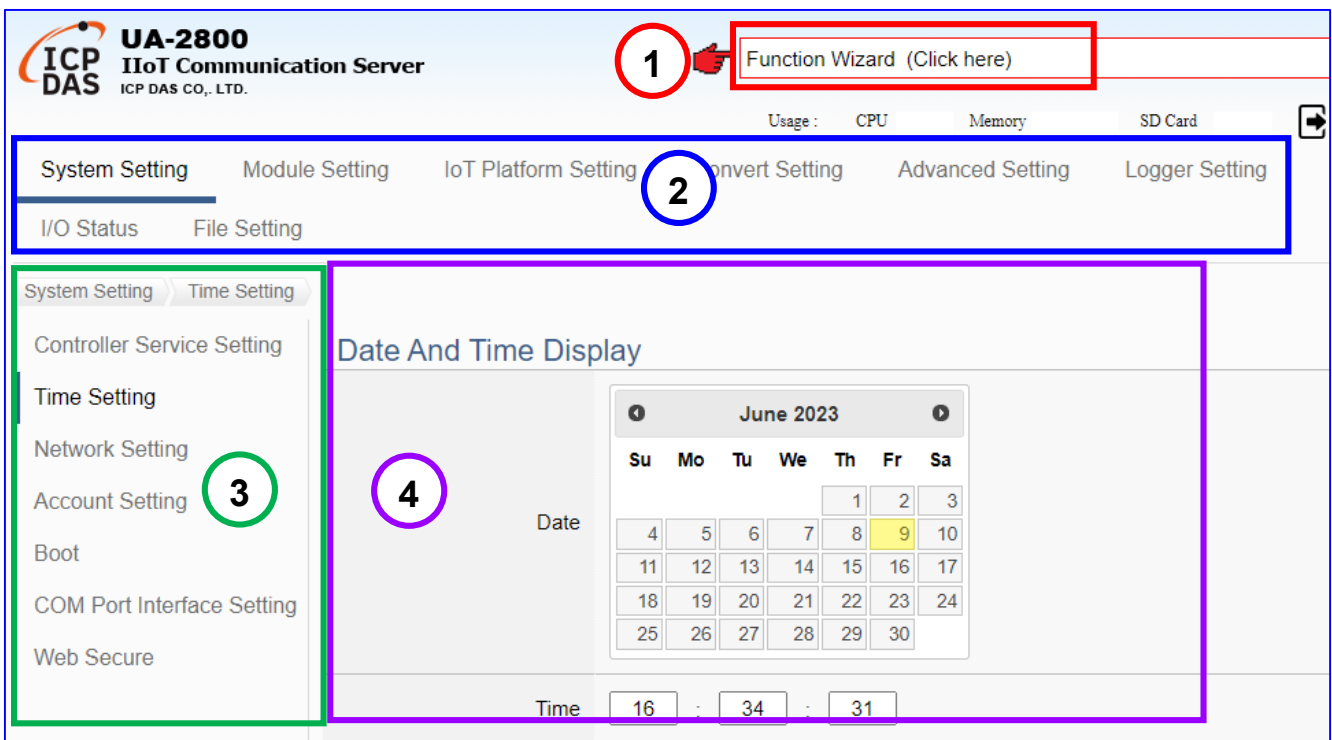 ICP
DAS
UA-2800
IIoT Communication Server
ICP DAS CO,. LTD.
1
Function Wizard (Click here)
Usage : CPU Memory SD Card
System Setting Module Setting IoT Platform Setting onvert Setting Advanced Setting Logger Setting
2
I/O Status File Setting
System Setting Time Setting
Controller Service Setting
Time Setting
Network Setting
Account Setting
Boot
COM Port Interface Setting
Web Secure
3
4
Date And Time Display
Date
June 2023
Su Mo Tu We Th Fr Sa
1 2 3
4 5 6 7 8 9 10
11 12 13 14 15 16 17
18 19 20 21 22 23 24
25 26 27 28 29 30
Time 16 : 34 : 31